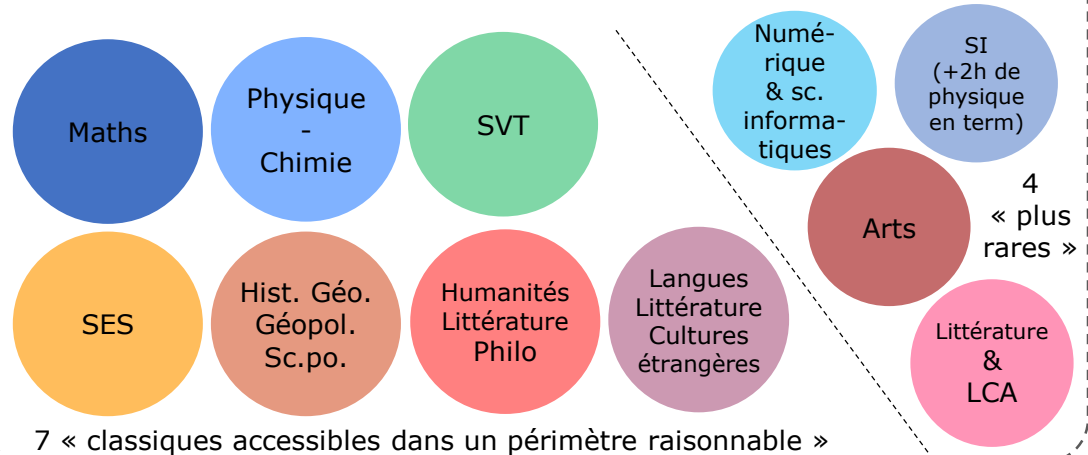 Maths
Physique
-
Chimie
SVT
SES
Hist. Géo.
Géopol.
Sc.po.
Humanités
Littérature
Philo
Langues
Littérature
Cultures
étrangères
7 « classiques accessibles dans un périmètre raisonnable »
Numé-
rique
& sc.
informa-
tiques
SI
(+2h de
physique
en term)
Arts
4
« plus
rares »
Littérature
&
LCA